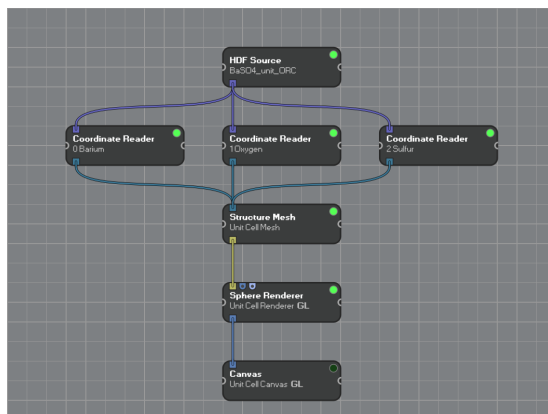 HDF Source
BaSO4_unit_ORC
Coordinate Reader
0 Barium
Coordinate Reader
1 Oxygen
Coordinate Reader
2 Sulfur
Structure Mesh
Unit Cell Mesh
Sphere Renderer
Unit Cell Renderer GL
Canvas
Unit Cell Canvas GL